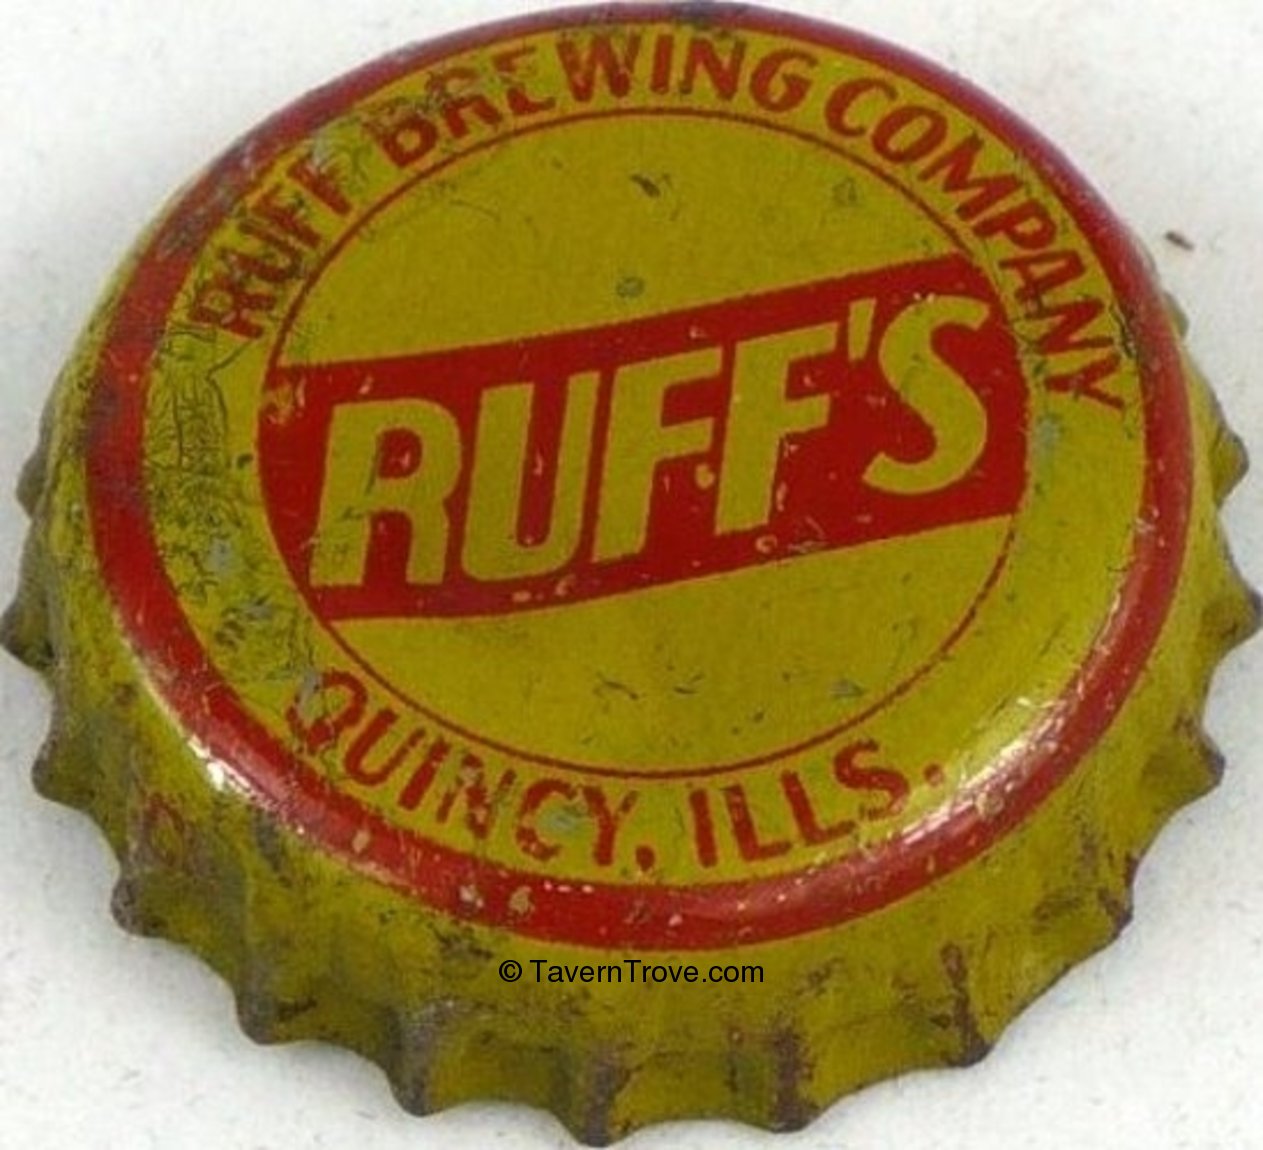 RUFF BREWING COMPANY
RUFF'S
QUINCY, ILLS.
© TavernTrove.com